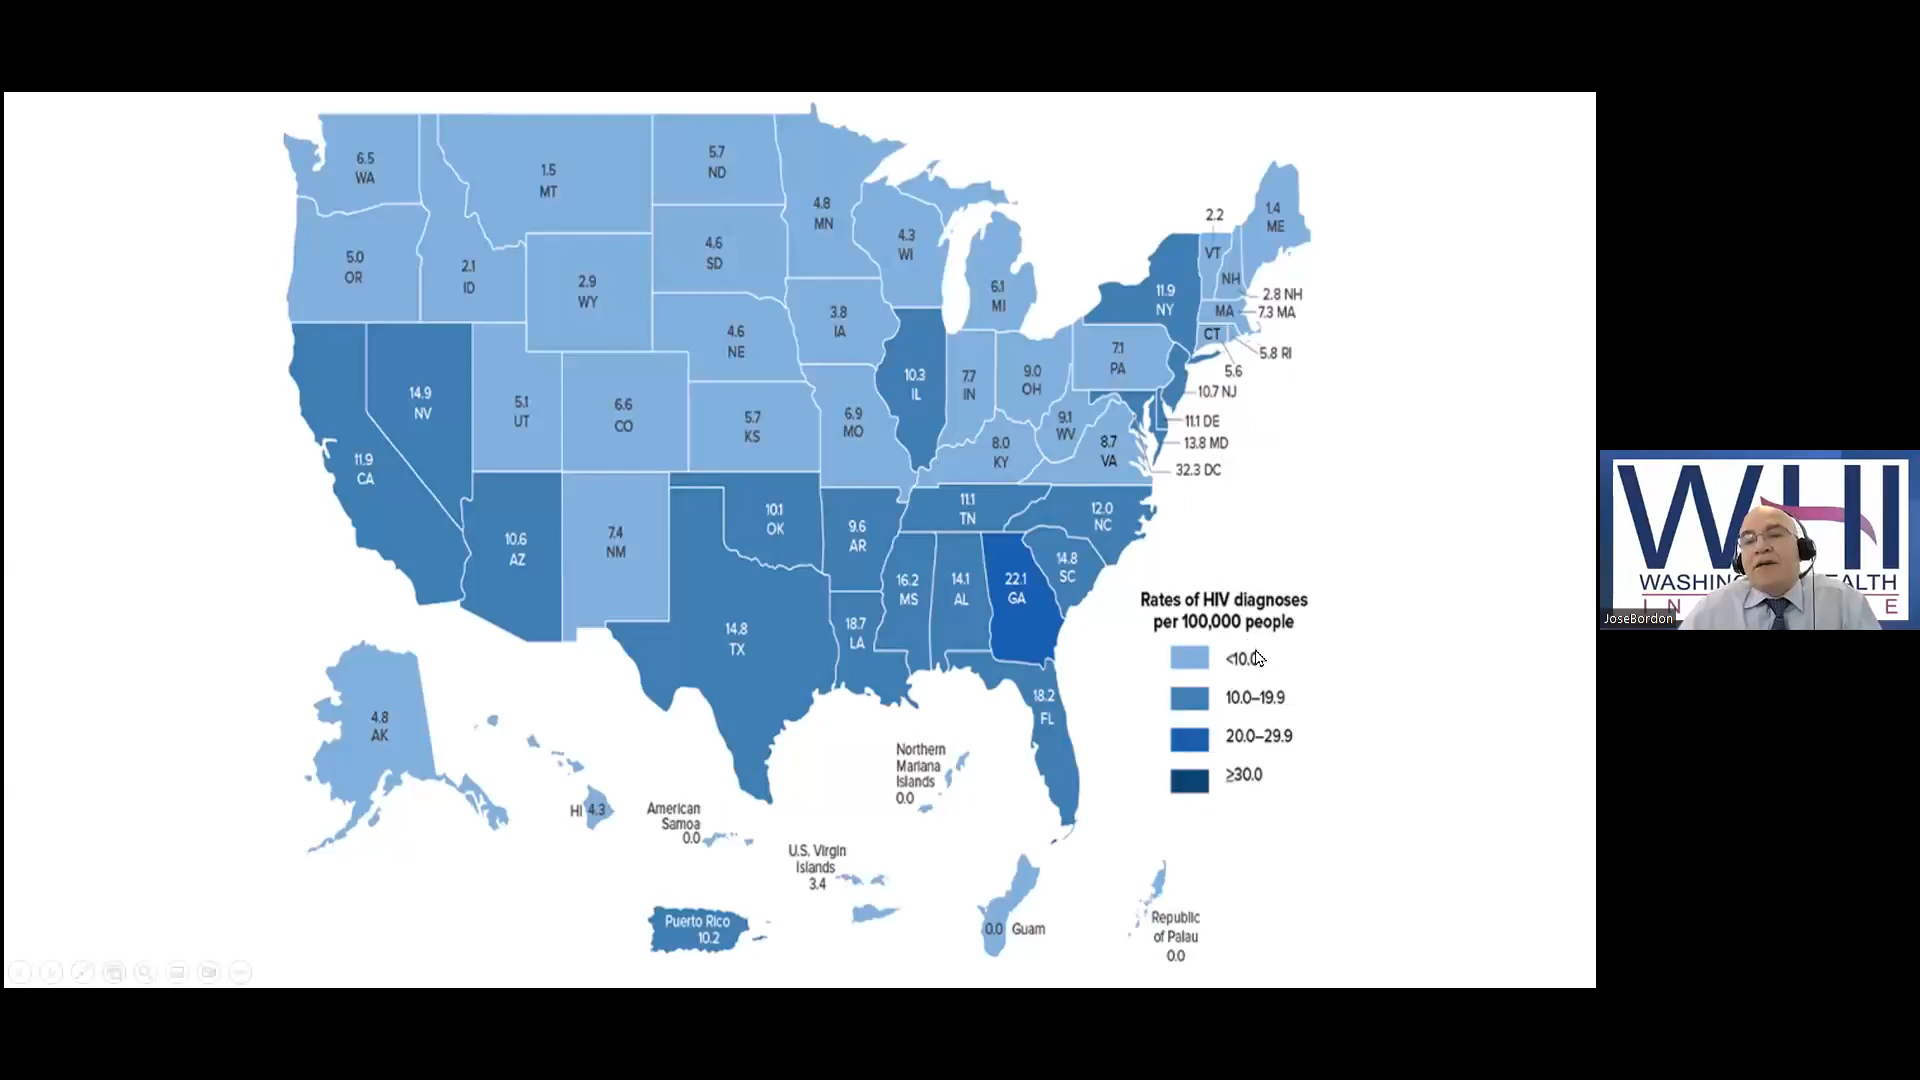 6.5
WA
1.5
MT
5.7
ND
4.8
MN
4.3
WI
6.1
MI
2.2
VT
1.4
ME
NH
2.8 NH
MA
7.3 MA
CT
5.8 RI
5.6
5.0
OR
2.1
ID
2.9
WY
4.6
SD
3.8
IA
11.9
NY
4.6
NE
10.3
IL
7.7
IN
9.0
OH
7.1
PA
10.7 NJ
11.1 DE
13.8 MD
32.3 DC
14.9
NV
5.1
UT
6.6
CO
5.7
KS
6.9
MO
8.0
KY
9.1
WV
8.7
VA
11.9
CA
10.6
AZ
7.4
NM
10.1
OK
9.6
AR
11.1
TN
12.0
NC
16.2
MS
14.1
AL
22.1
GA
14.8
SC
14.8
TX
18.7
LA
18.2
FL
4.8
AK
HI 4.3
American
Samoa
0.0
Northern
Mariana
Islands
0.0
U.S. Virgin
Islands
3.4
Puerto Rico
10.2
0.0 Guam
Republic
of Palau
0.0
Rates of HIV diagnoses
per 100,000 people
<10.0
10.0–19.9
20.0–29.9
≥30.0
WHI
JoseBordon